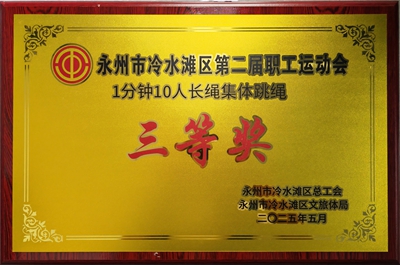 永州市冷水滩区第二届职工运动会
1分钟10人长绳集体跳绳
三等奖
永州市冷水滩区总工会
永州市冷水滩区文旅体局
二〇二五年五月